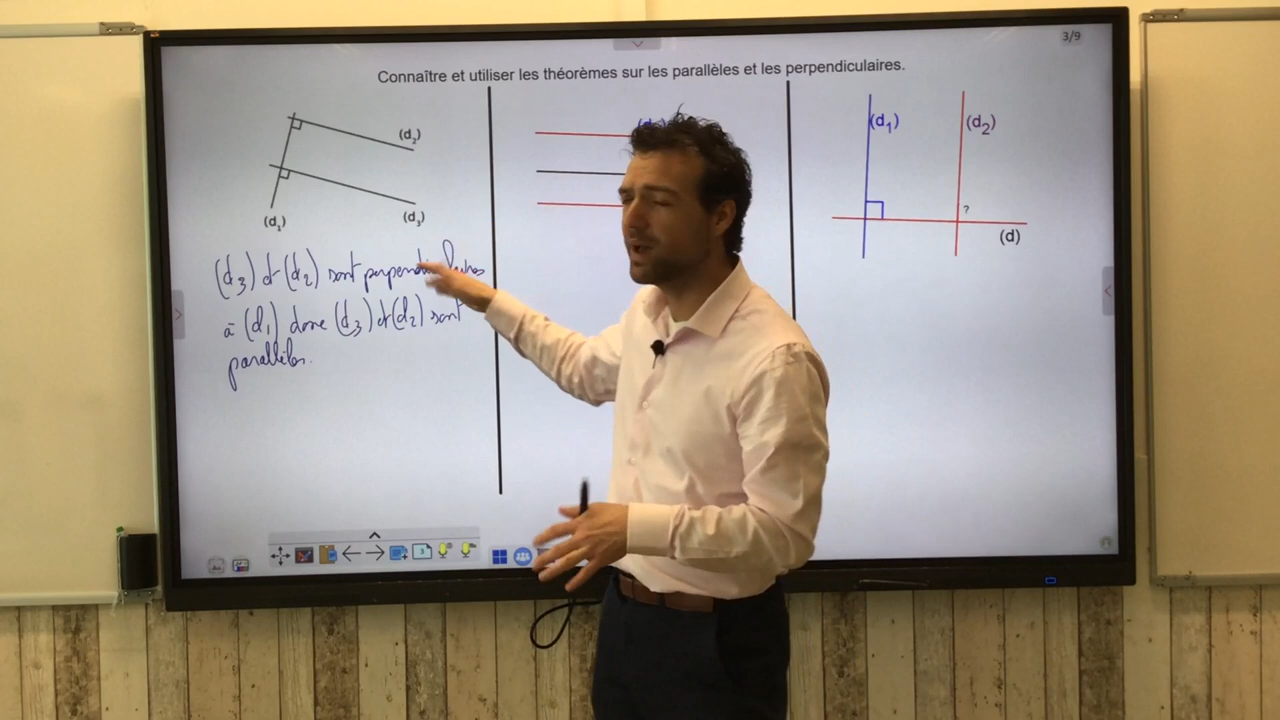 3/9
Connaître et utiliser les théorèmes sur les parallèles et les perpendiculaires.
(d₂)
(d₁)
(d₃)
(d₃) et (d₂) sont perpendiculaires
à (d₁) donc (d₃) et (d₂) sont
parallèles.
(d₁)
(d₂)
?
(d)